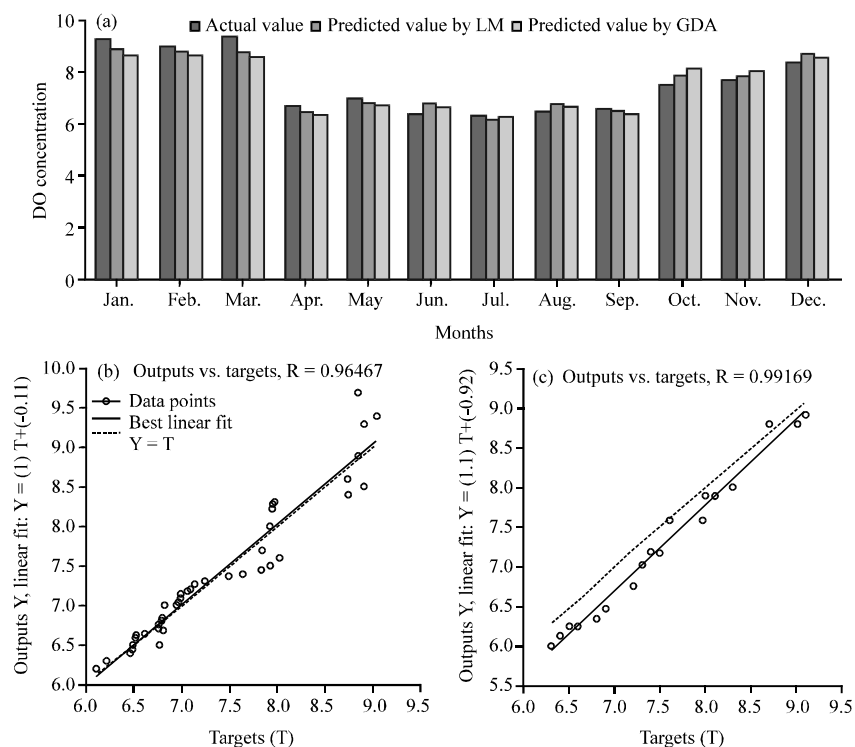 (a) Actual value Predicted value by LM Predicted value by GDA
DO concentration
10
8
6
4
2
0
Jan. Feb. Mar. Apr. May Jun. Jul. Aug. Sep. Oct. Nov. Dec.
Months
(b) Outputs vs. targets, R = 0.96467
Data points
Best linear fit
Y = T
Outputs Y, linear fit: Y = (1) T+(-0.11)
10.0
9.5
9.0
8.5
8.0
7.5
7.0
6.5
6.0
6.0 6.5 7.0 7.5 8.0 8.5 9.0 9.5
Targets (T)
(c) Outputs vs. targets, R = 0.99169
Outputs Y, linear fit: Y = (1.1) T+(-0.92)
9.5
9.0
8.5
8.0
7.5
7.0
6.5
6.0
5.5
6.0 6.5 7.0 7.5 8.0 8.5 9.0 9.5
Targets (T)